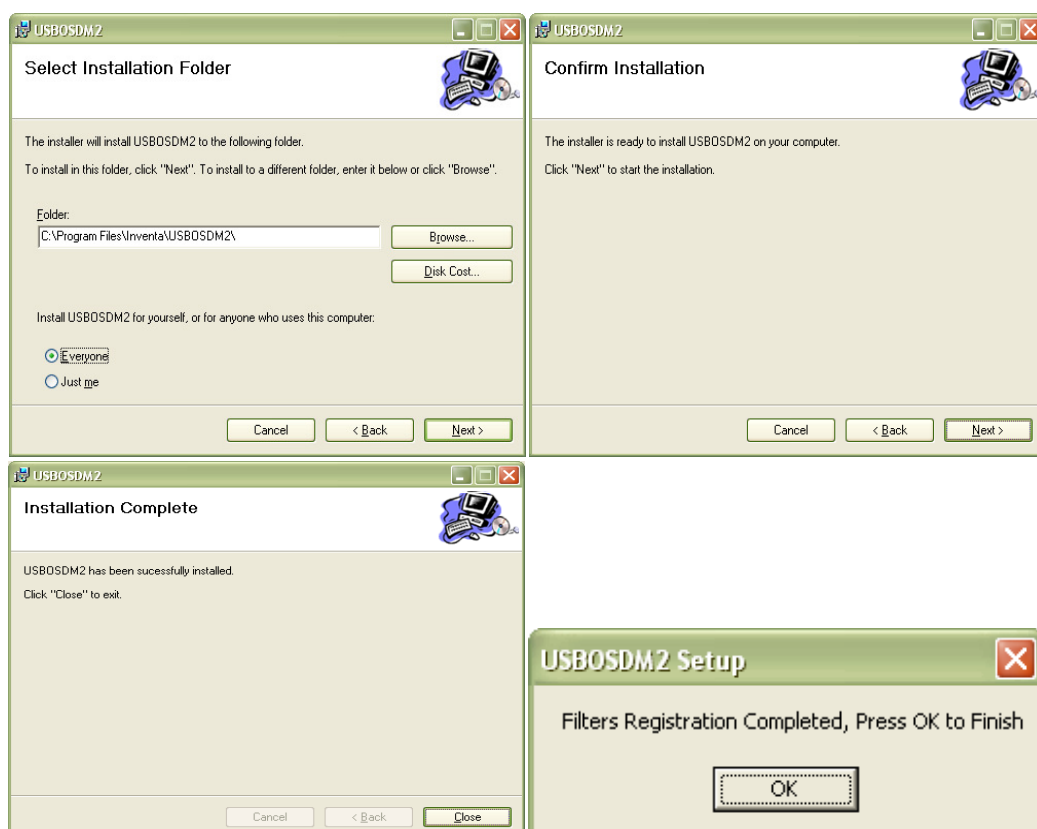 USBOSDM2
Select Installation Folder
The installer will install USBOSDM2 to the following folder.
To install in this folder, click "Next". To install to a different folder, enter it below or click "Browse".
Folder:
C:\Program Files\Inventa\USBOSDM2\
Browse...
Disk Cost...
Install USBOSDM2 for yourself, or for anyone who uses this computer:
Everyone
Just me
Cancel
< Back
Next >
USBOSDM2
Confirm Installation
The installer is ready to install USBOSDM2 on your computer.
Click "Next" to start the installation.
Cancel
< Back
Next >
USBOSDM2
Installation Complete
USBOSDM2 has been sucessfully installed.
Click "Close" to exit.
Cancel
< Back
Close
USBOSDM2 Setup
Filters Registration Completed, Press OK to Finish
OK